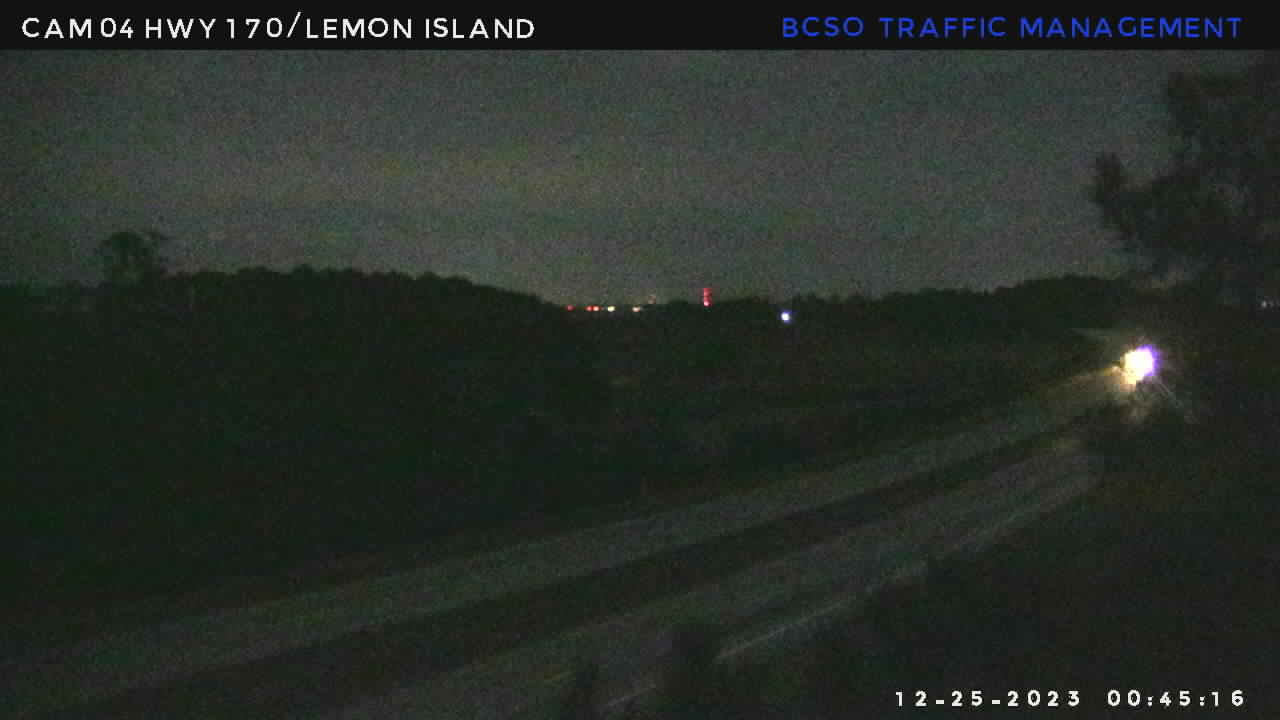 CAM04 HWY 170/LEMON ISLAND
BCSO TRAFFIC MANAGEMENT
12-25-2023 00:45:16